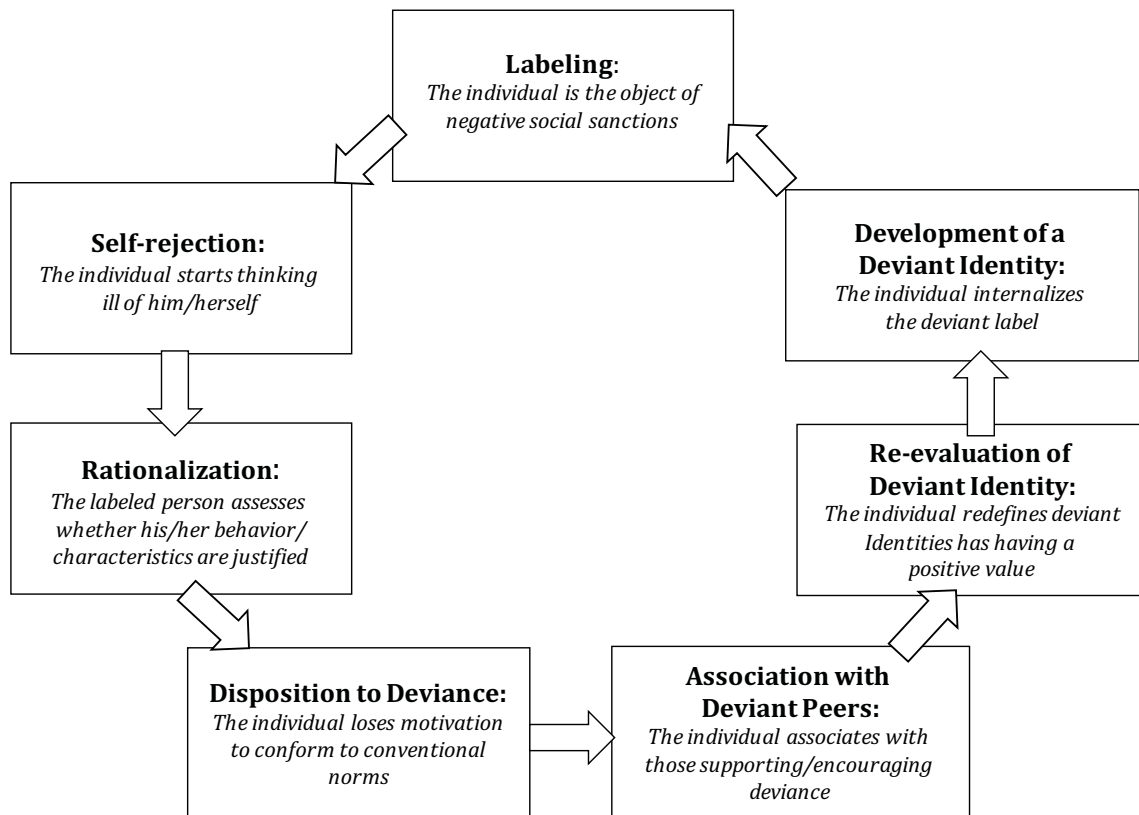 Labeling:
The individual is the object of
negative social sanctions
Self-rejection:
The individual starts thinking
ill of him/herself
Rationalization:
The labeled person assesses
whether his/her behavior/
characteristics are justified
Disposition to Deviance:
The individual loses motivation
to conform to conventional
norms
Association with
Deviant Peers:
The individual associates with
those supporting/encouraging
deviance
Re-evaluation of
Deviant Identity:
The individual redefines deviant
Identities has having a
positive value
Development of a
Deviant Identity:
The individual internalizes
the deviant label